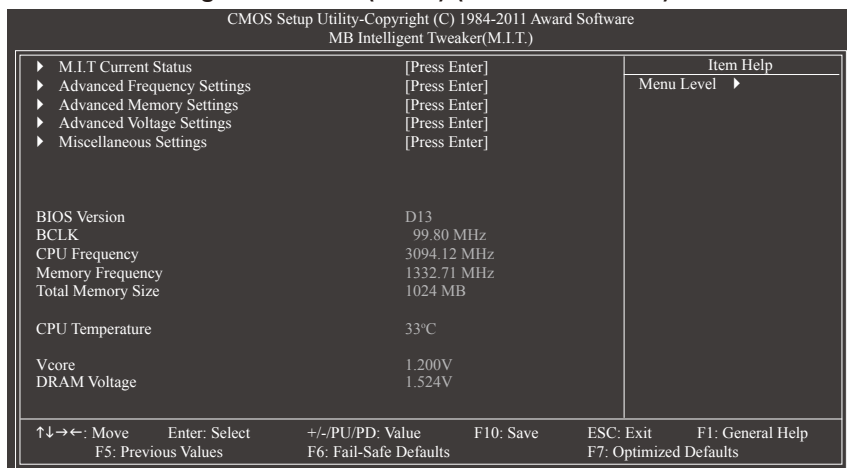 CMOS Setup Utility-Copyright (C) 1984-2011 Award Software
MB Intelligent Tweaker(M.I.T.)
▶ M.I.T Current Status [Press Enter]
▶ Advanced Frequency Settings [Press Enter]
▶ Advanced Memory Settings [Press Enter]
▶ Advanced Voltage Settings [Press Enter]
▶ Miscellaneous Settings [Press Enter]
Item Help
Menu Level ▶
BIOS Version D13
BCLK 99.80 MHz
CPU Frequency 3094.12 MHz
Memory Frequency 1332.71 MHz
Total Memory Size 1024 MB
CPU Temperature 33°C
Vcore 1.200V
DRAM Voltage 1.524V
↑↓→←: Move Enter: Select +/-/PU/PD: Value F10: Save ESC: Exit F1: General Help
F5: Previous Values F6: Fail-Safe Defaults F7: Optimized Defaults